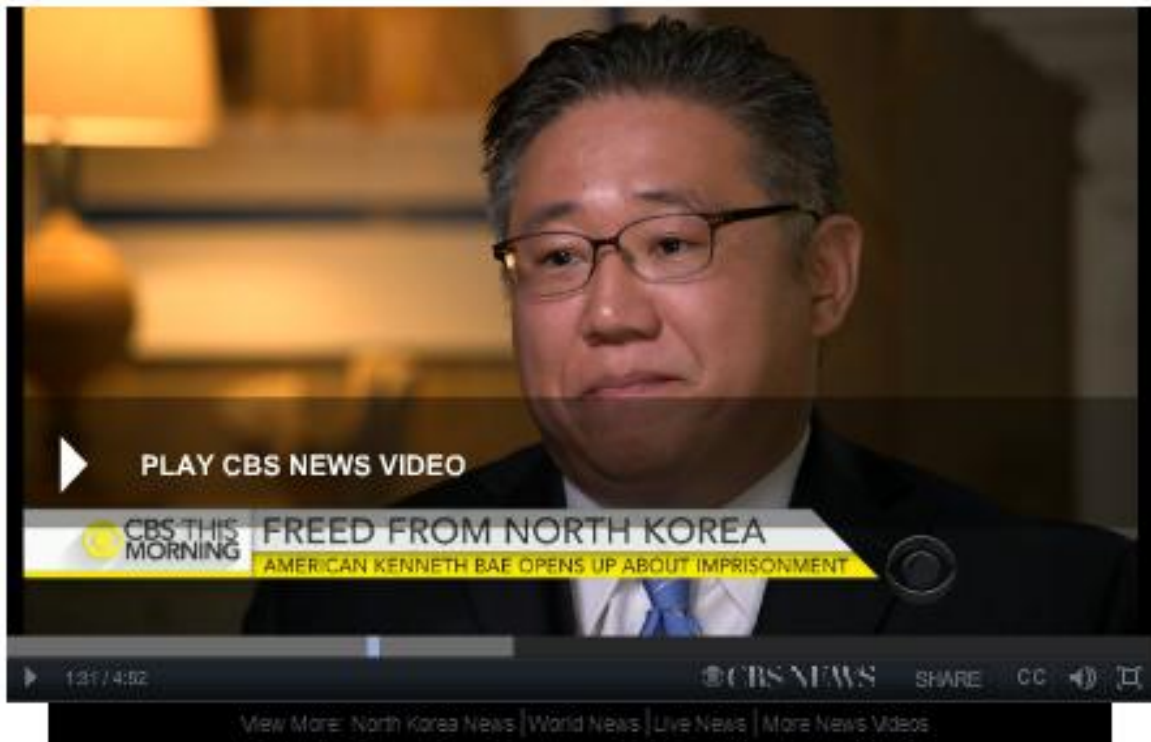 PLAY CBS NEWS VIDEO
CBS THIS MORNING
FREED FROM NORTH KOREA
AMERICAN KENNETH BAE OPENS UP ABOUT IMPRISONMENT
1:31 / 4:52
CBS NEWS
SHARE
CC
View More: North Korea News | World News | Live News | More News Videos